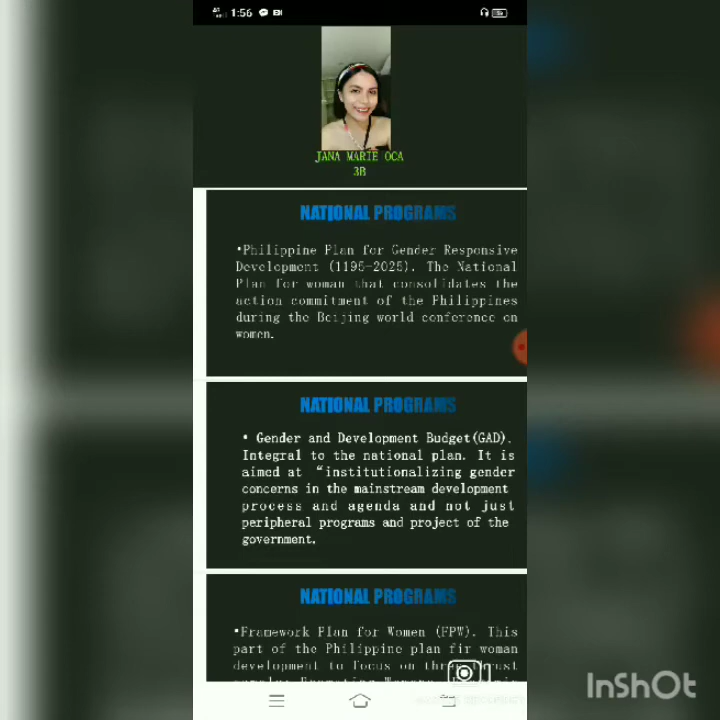 1:56
JANA MARIE OCA
3B
NATIONAL PROGRAMS
•Philippine Plan for Gender Responsive
Development (1195-2025). The National
Plan for woman that consolidates the
action commitment of the Philippines
during the Beijing world conference on
women.
NATIONAL PROGRAMS
• Gender and Development Budget(GAD).
Integral to the national plan. It is
aimed at “institutionalizing gender
concerns in the mainstream development
process and agenda and not just
peripheral programs and project of the
government.
NATIONAL PROGRAMS
•Framework Plan for Women (FPW). This
part of the Philippine plan fir woman
development to focus on three thrust
InShOt